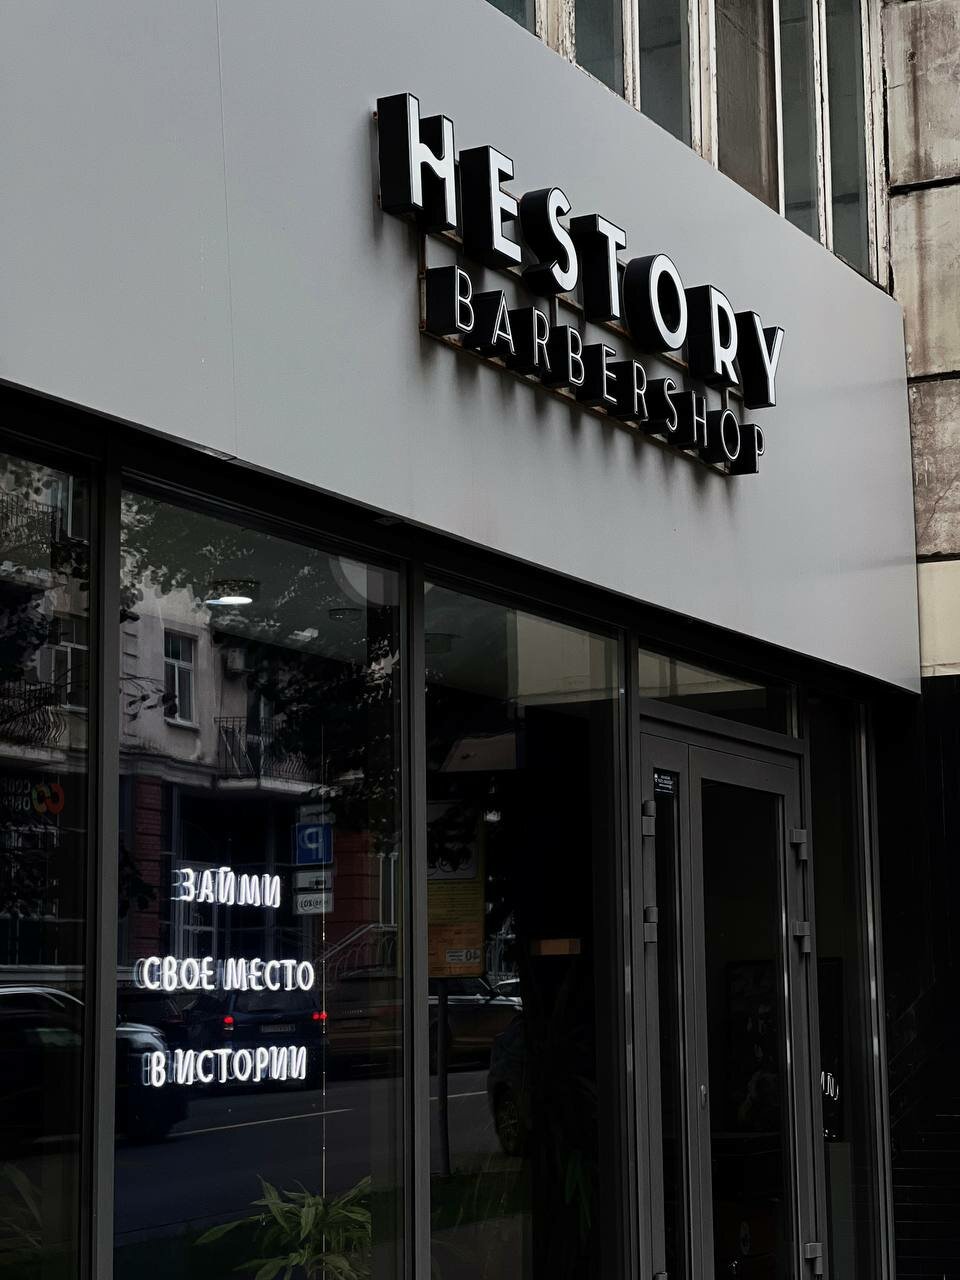 HESTORY
BARBERSHOP
ЗАЙМИ
СВОЕ МЕСТО
В ИСТОРИИ
P